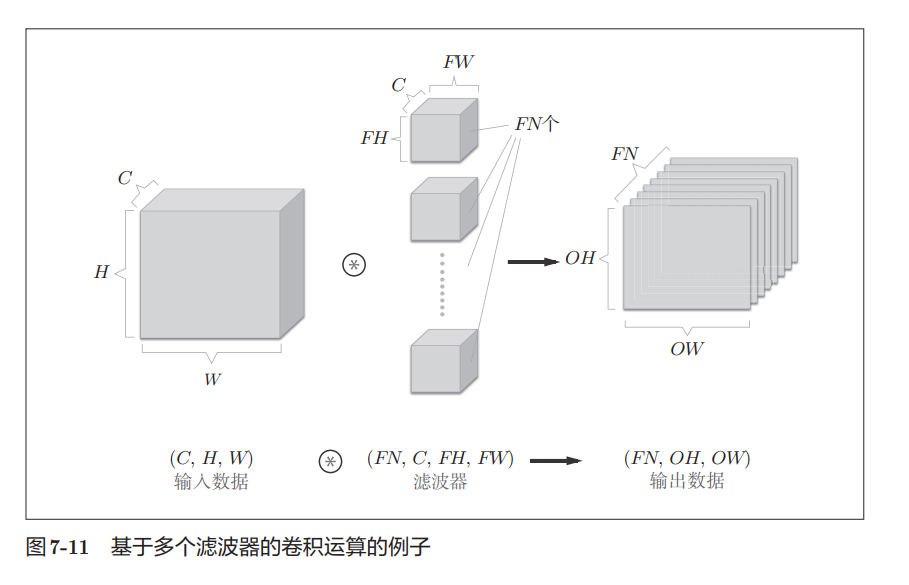 FW
C
FH
FN个
C
H
W
FN
OH
OW
(C, H, W)
输入数据
(FN, C, FH, FW)
滤波器
(FN, OH, OW)
输出数据
图7-11 基于多个滤波器的卷积运算的例子